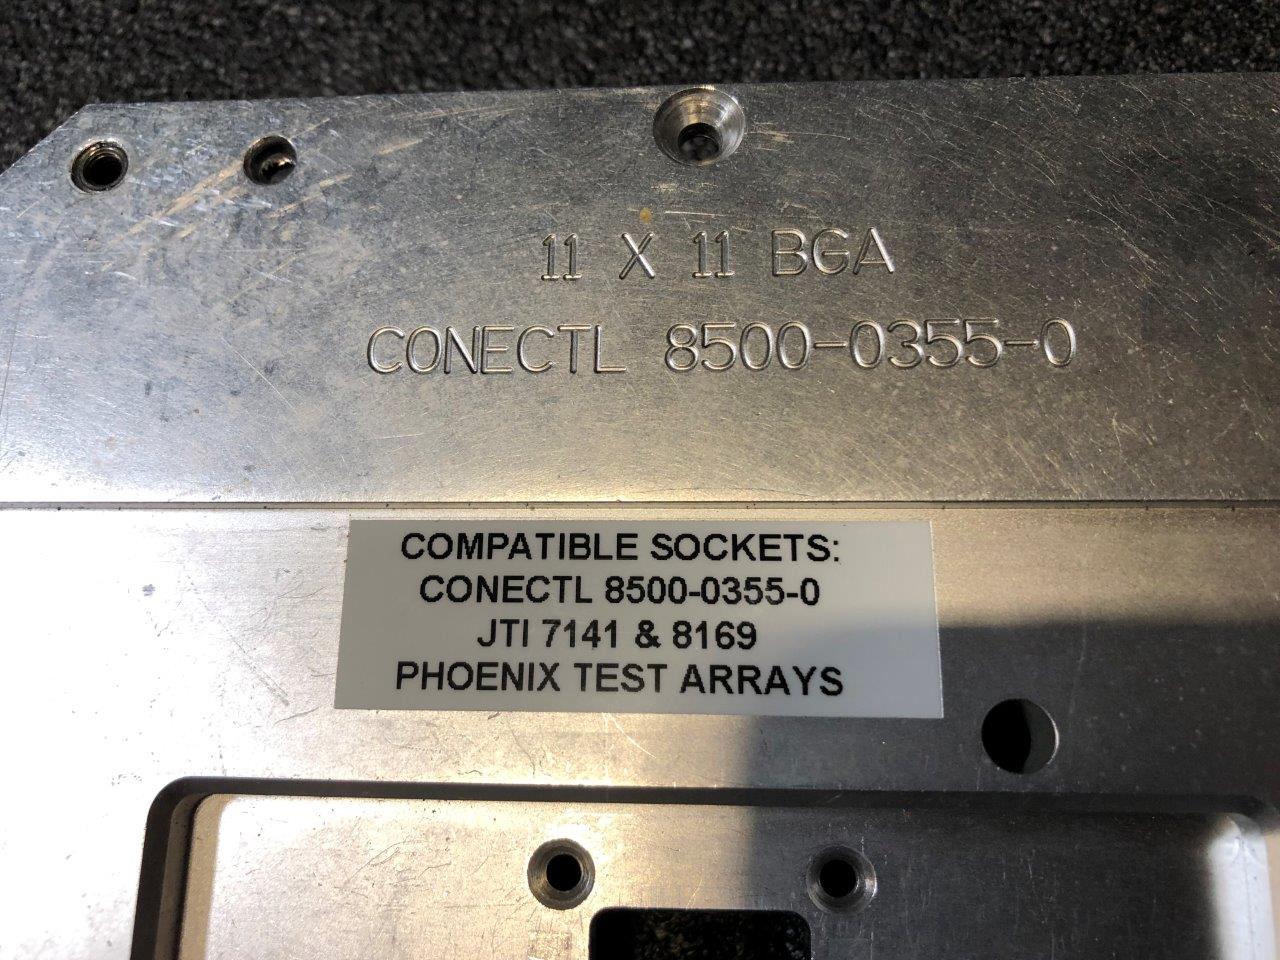 11 X 11 BGA
CONECTL 8500-0355-0
COMPATIBLE SOCKETS:
CONECTL 8500-0355-0
JTI 7141 & 8169
PHOENIX TEST ARRAYS